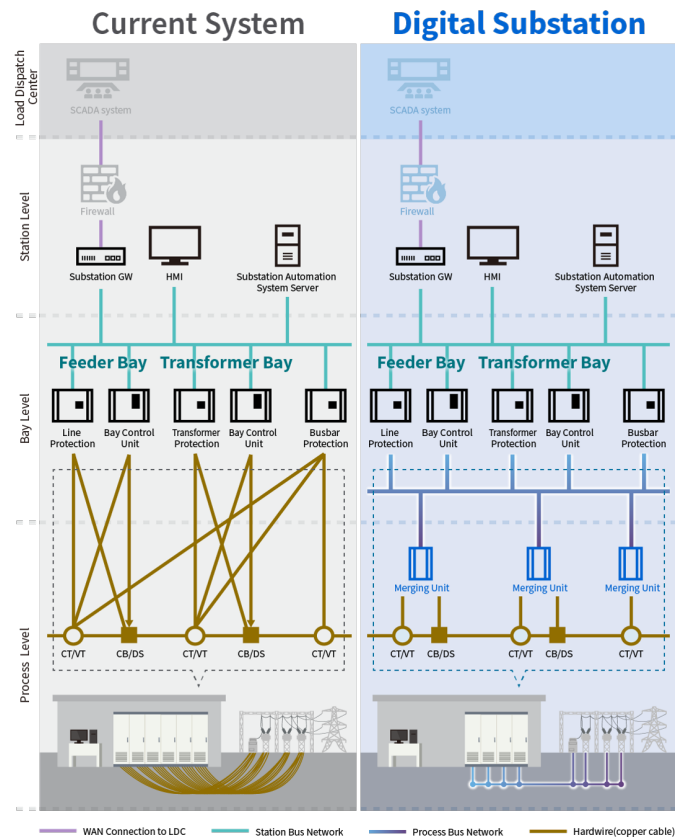 Current System
Digital Substation
Load Dispatch
Center
SCADA system
SCADA system
Station Level
Firewall
Firewall
Substation GW
HMI
Substation Automation
System Server
Substation GW
HMI
Substation Automation
System Server
Feeder Bay
Transformer Bay
Feeder Bay
Transformer Bay
Bay Level
Line
Protection
Bay Control
Unit
Transformer
Protection
Bay Control
Unit
Busbar
Protection
Line
Protection
Bay Control
Unit
Transformer
Protection
Bay Control
Unit
Busbar
Protection
Process Level
Merging Unit
Merging Unit
Merging Unit
CT/VT
CB/DS
CT/VT
CB/DS
CT/VT
CT/VT
CB/DS
CT/VT
CB/DS
CT/VT
WAN Connection to LDC
Station Bus Network
Process Bus Network
Hardwire(copper cable)